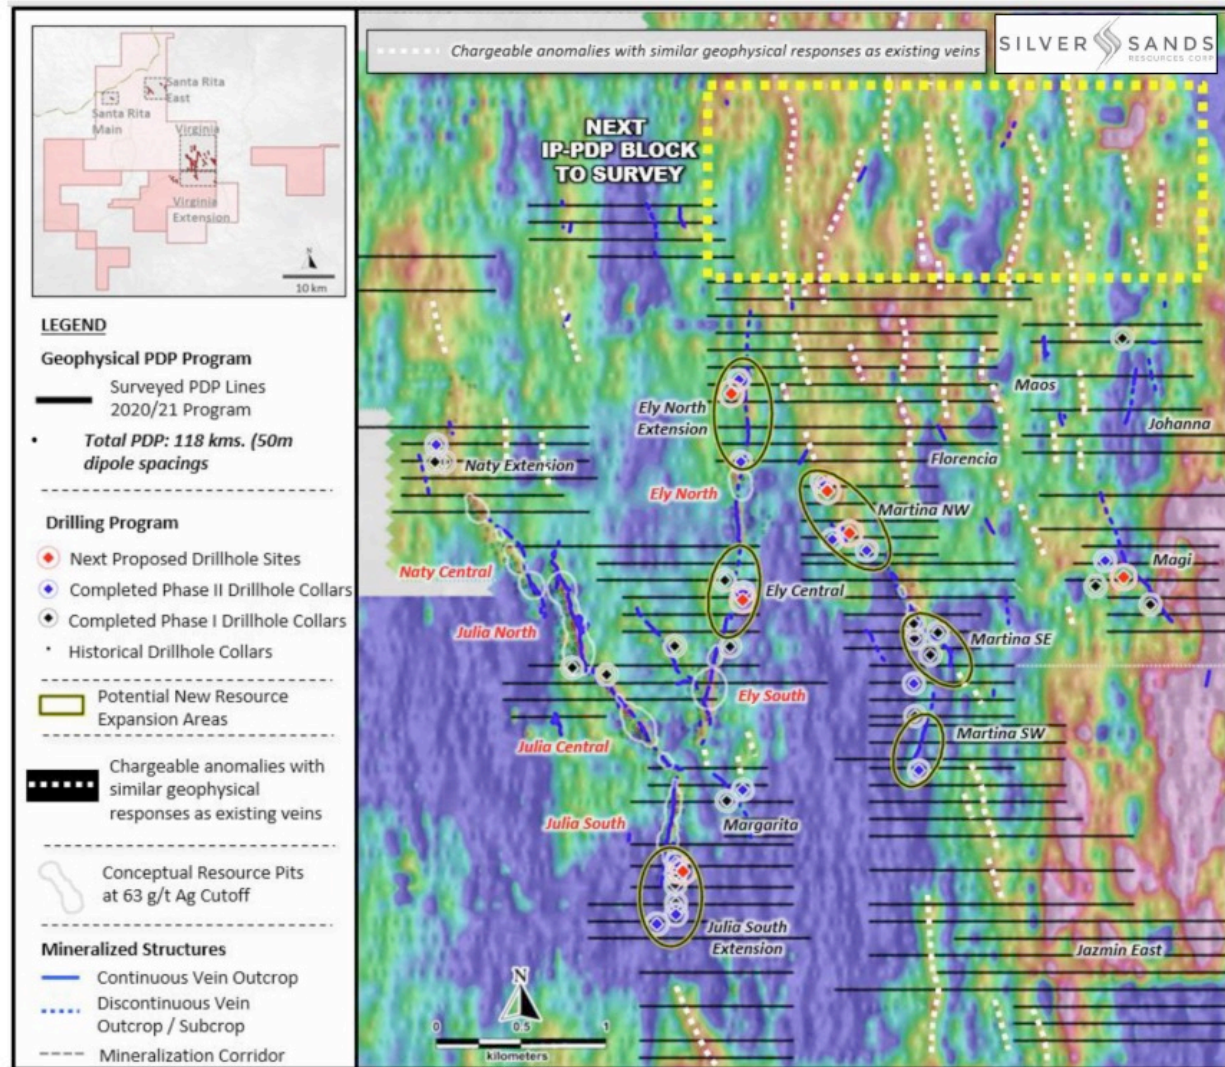 Santa Rita
East
Santa Rita
Main
Virginia
Virginia
Extension
N
10 km
LEGEND
Geophysical PDP Program
Surveyed PDP Lines
2020/21 Program
• Total PDP: 118 kms. (50m
dipole spacings
Drilling Program
Next Proposed Drillhole Sites
Completed Phase II Drillhole Collars
Completed Phase I Drillhole Collars
Historical Drillhole Collars
Potential New Resource
Expansion Areas
Chargeable anomalies with
similar geophysical
responses as existing veins
Conceptual Resource Pits
at 63 g/t Ag Cutoff
Mineralized Structures
Continuous Vein Outcrop
Discontinuous Vein
Outcrop / Subcrop
Mineralization Corridor
Chargeable anomalies with similar geophysical responses as existing veins
SILVER SANDS
RESOURCES CORP
NEXT
IP-PDP BLOCK
TO SURVEY
Maos
Johanna
Ely North
Extension
Florencia
Naty Extension
Ely North
Martina NW
Magi
Naty Central
Ely Central
Julia North
Martina SE
Ely South
Martina SW
Julia Central
Julia South
Margarita
Julia South
Extension
Jazmin East
N
0 0.5 1
kilometers